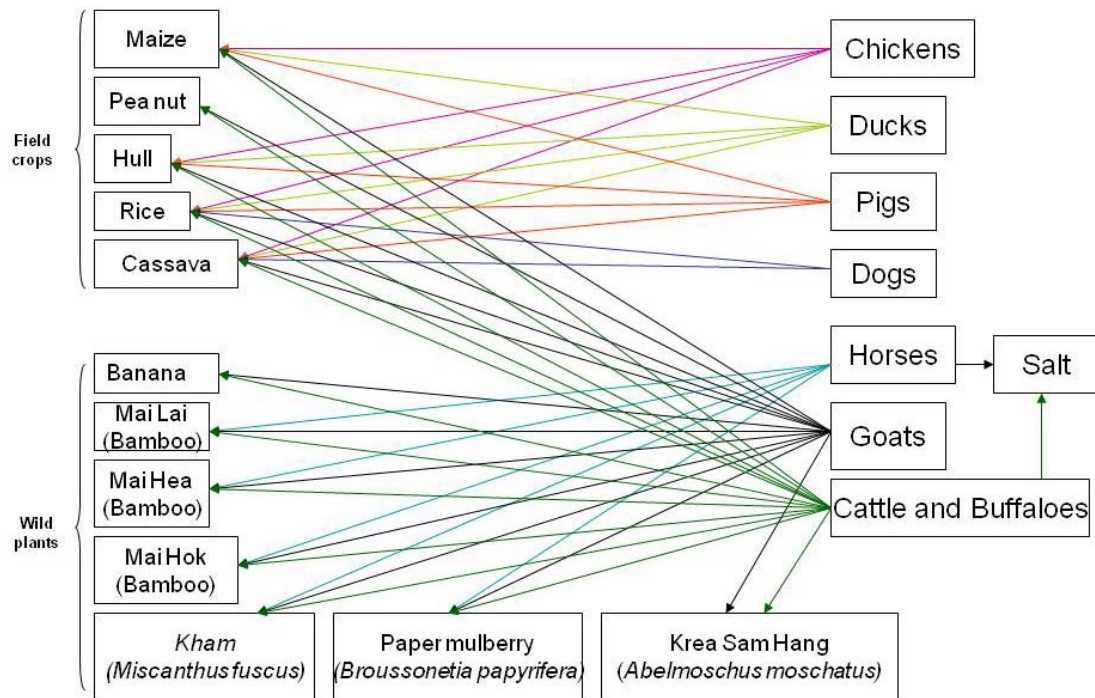 Maize
Pea nut
Field
crops
Hull
Rice
Cassava
Chickens
Ducks
Pigs
Dogs
Horses
Salt
Goats
Cattle and Buffaloes
Banana
Mai Lai
(Bamboo)
Mai Hea
(Bamboo)
Wild
plants
Mai Hok
(Bamboo)
Kham
(Miscanthus fuscus)
Paper mulberry
(Broussonetia papyrifera)
Krea Sam Hang
(Abelmoschus moschatus)